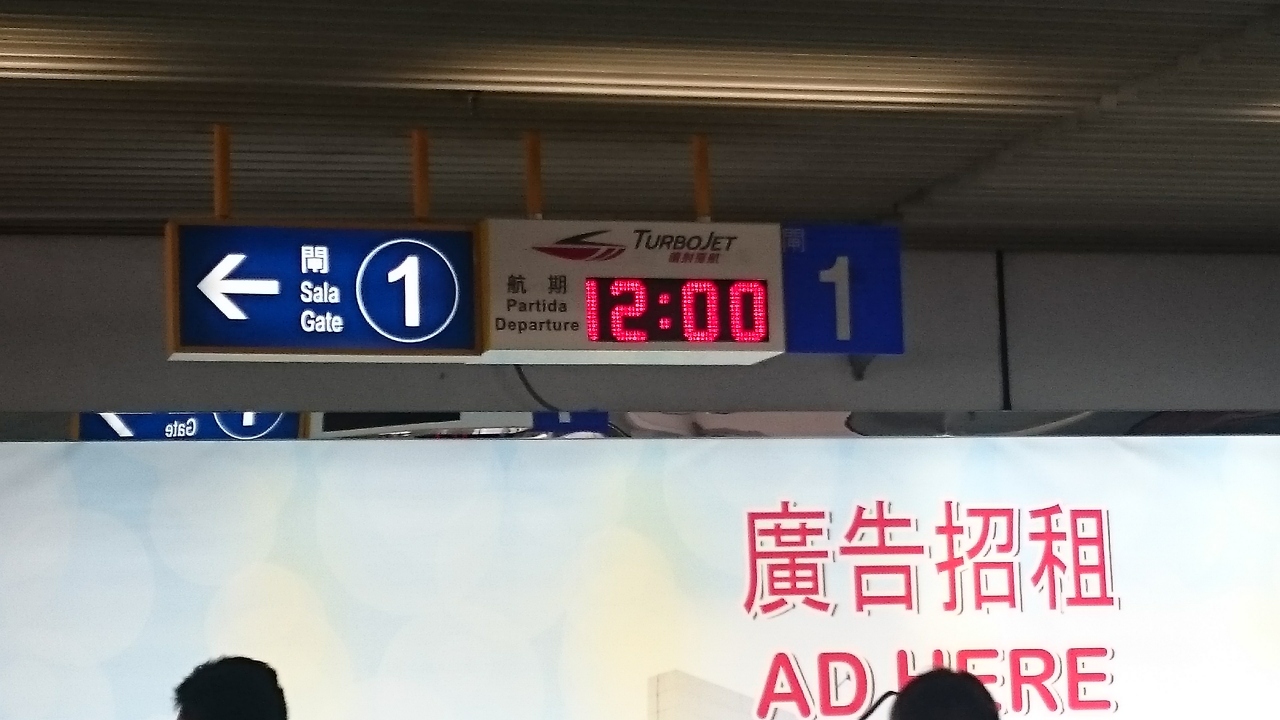 閘
Sala
Gate
1
TURBOJET
噴射飛航
航 期
Partida
Departure
12:00
閘
1
Gate
1
廣告招租
AD HERE